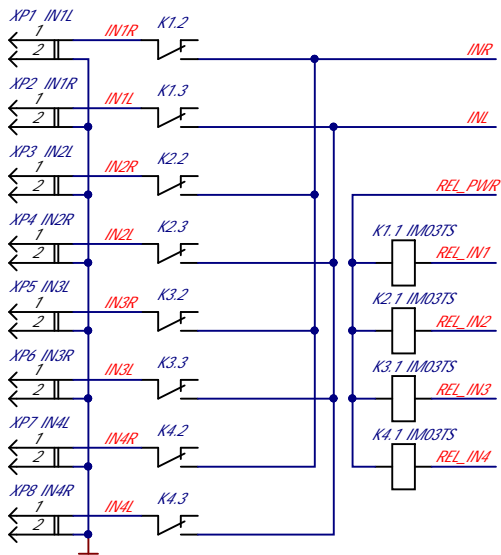 XP1 IN1L
1 IN1R K1.2
2 INR
XP2 IN1R
1 IN1L K1.3
2 INL
XP3 IN2L
1 IN2R K2.2
2 REL_PWR
XP4 IN2R
1 IN2L K2.3 K1.1 IM03TS
2 REL_IN1
XP5 IN3L
1 IN3R K3.2 K2.1 IM03TS
2 REL_IN2
XP6 IN3R
1 IN3L K3.3 K3.1 IM03TS
2 REL_IN3
XP7 IN4L
1 IN4R K4.2 K4.1 IM03TS
2 REL_IN4
XP8 IN4R
1 IN4L K4.3
2